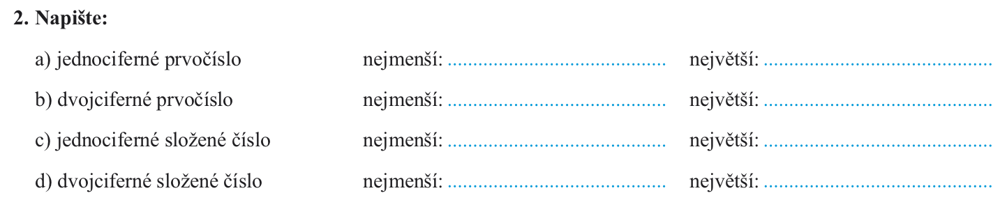 2. Napište:
a) jednociferné prvočíslo nejmenší: ........................................... největší: .............................................
b) dvojciferné prvočíslo nejmenší: ........................................... největší: .............................................
c) jednociferné složené číslo nejmenší: ........................................... největší: .............................................
d) dvojciferné složené číslo nejmenší: ........................................... největší: .............................................